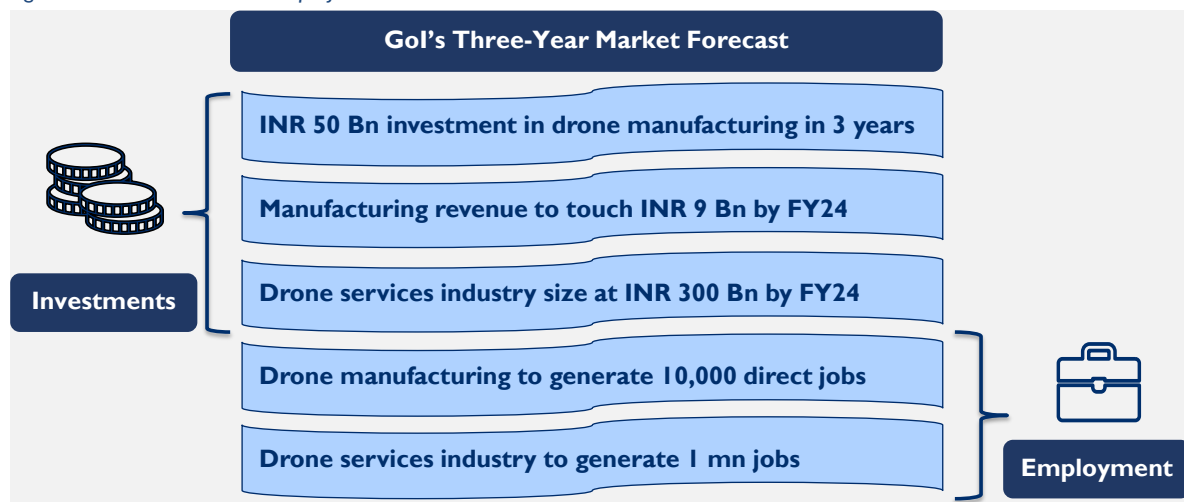 GoI's Three-Year Market Forecast
INR 50 Bn investment in drone manufacturing in 3 years
Manufacturing revenue to touch INR 9 Bn by FY24
Drone services industry size at INR 300 Bn by FY24
Investments
Drone manufacturing to generate 10,000 direct jobs
Drone services industry to generate 1 mn jobs
Employment